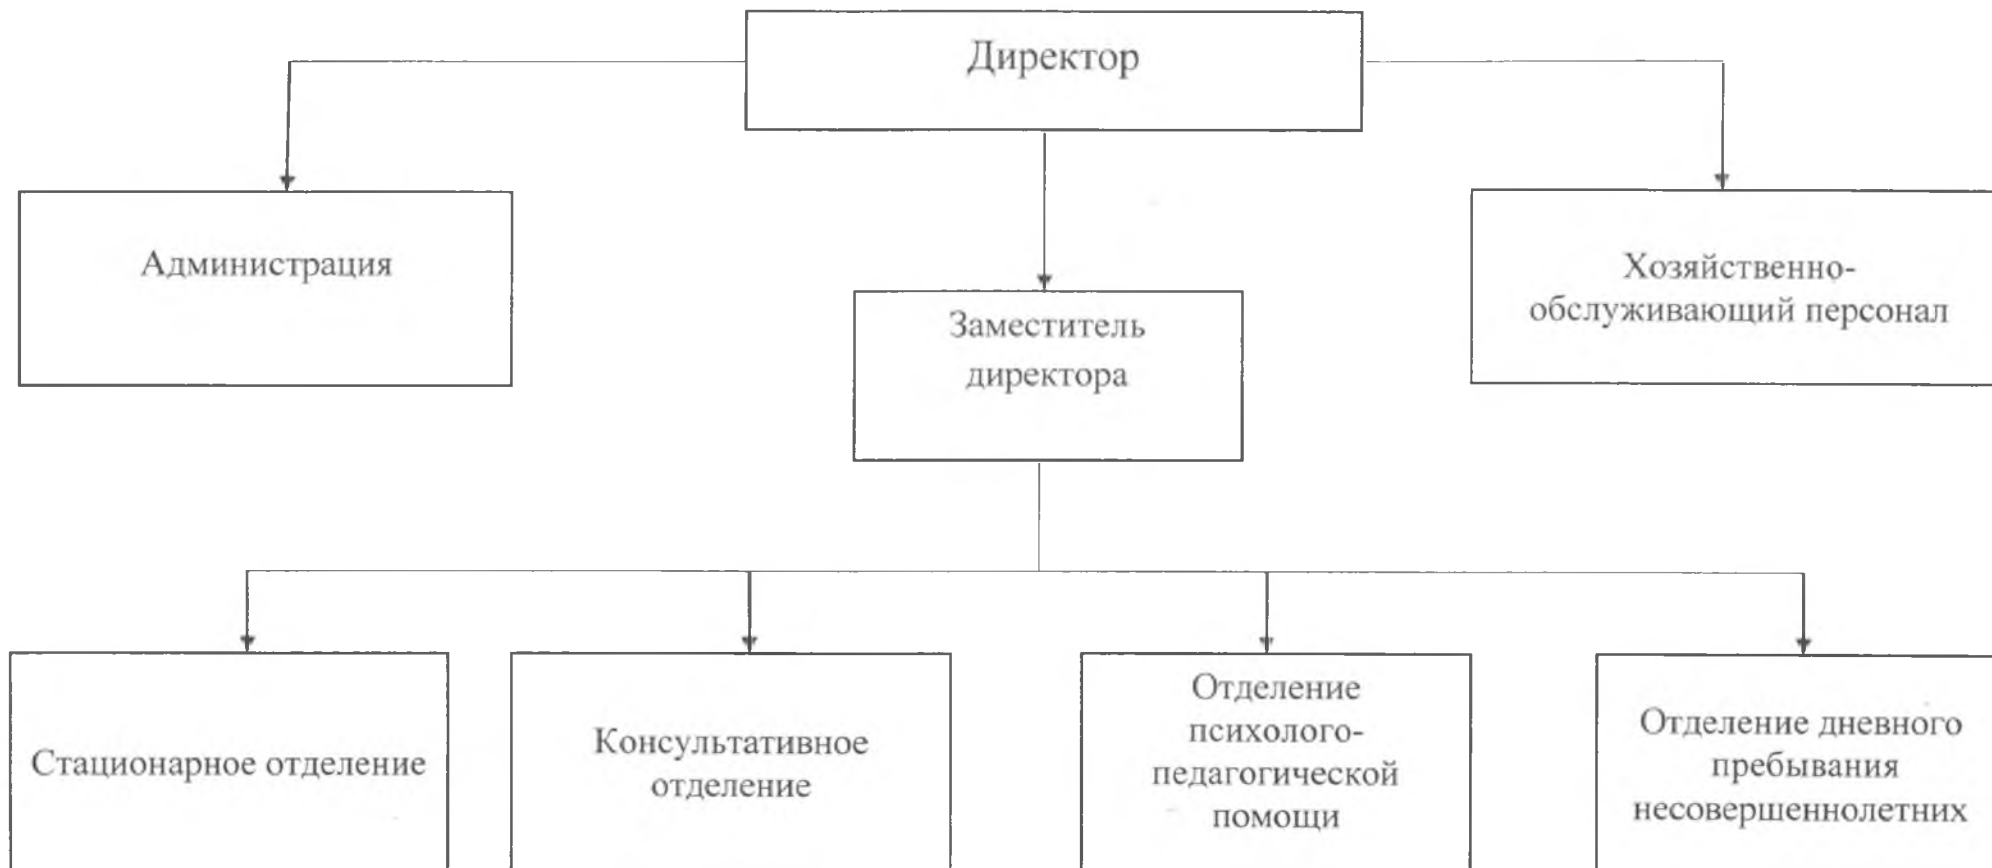 Директор
Администрация
Хозяйственно-
обслуживающий персонал
Заместитель
директора
Стационарное отделение
Консультативное
отделение
Отделение
психолого-
педагогической
помощи
Отделение дневного
пребывания
несовершеннолетних